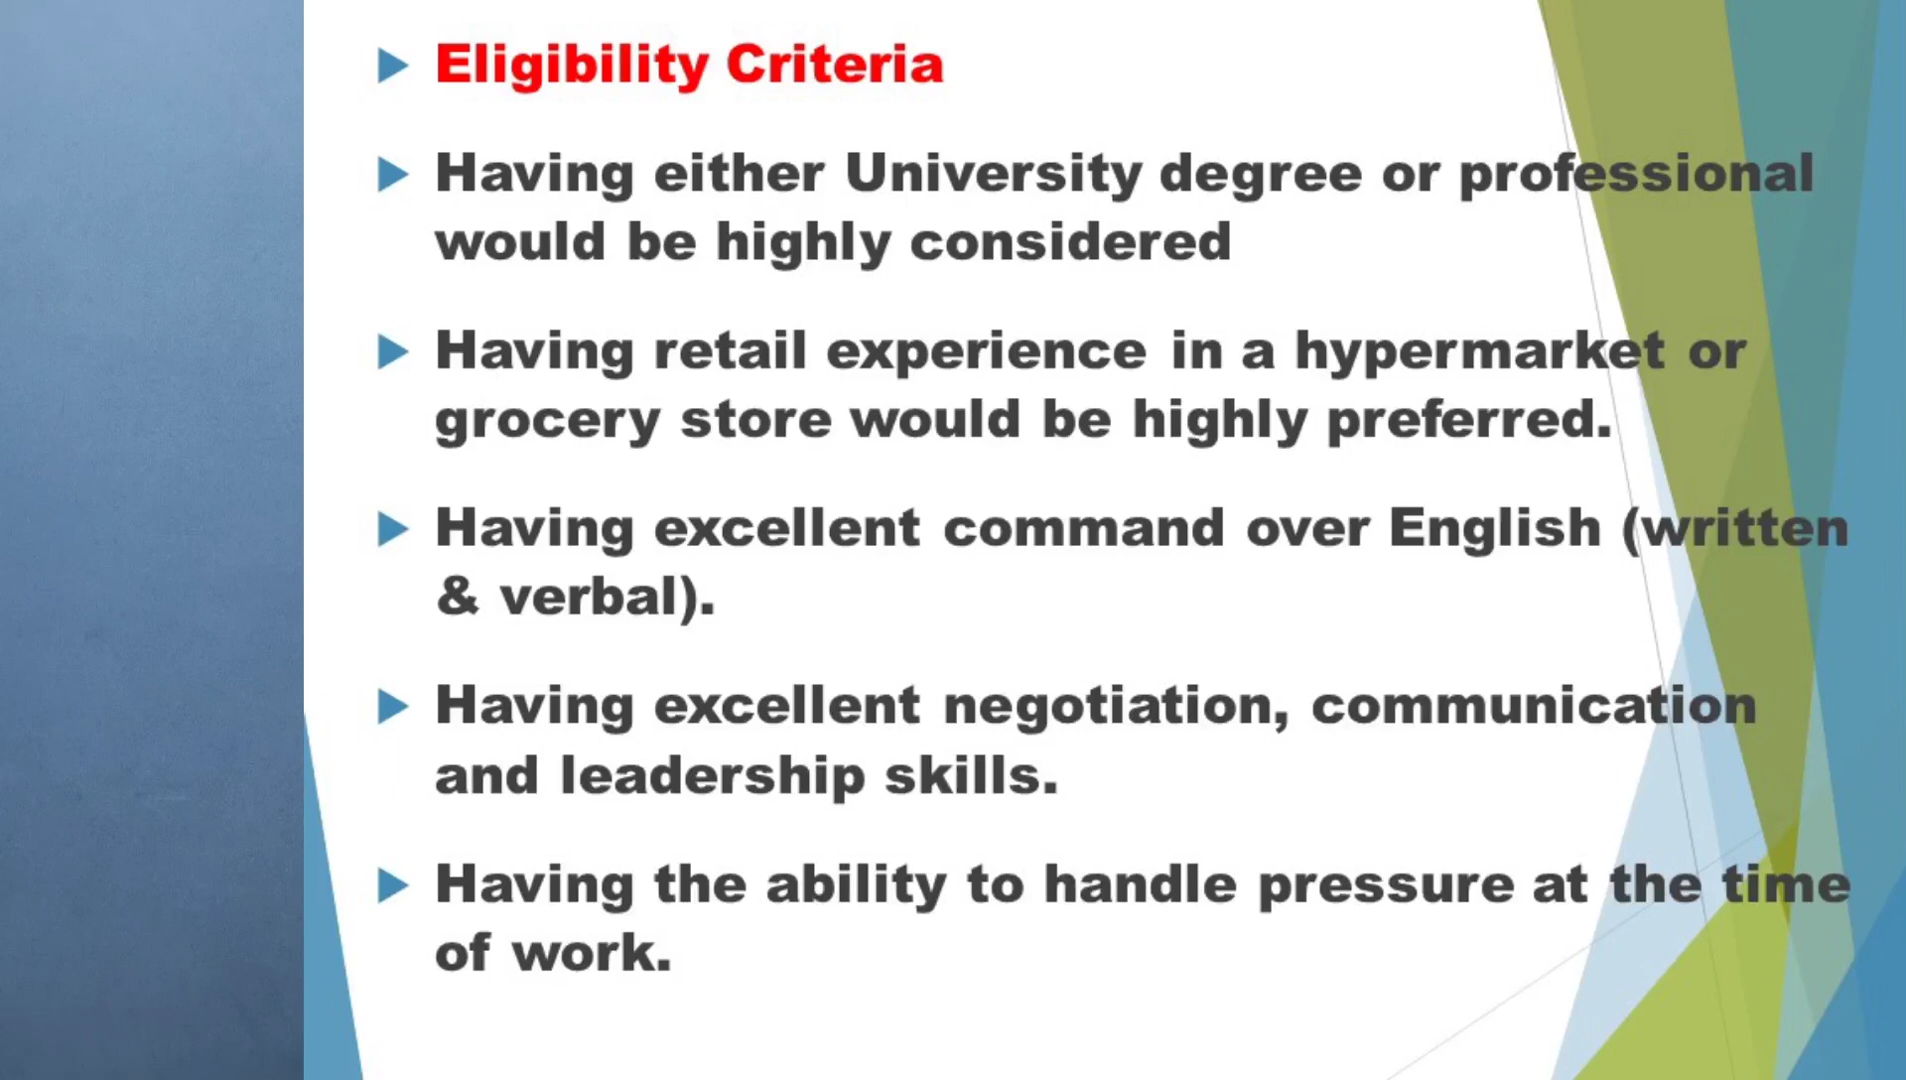 Eligibility Criteria
Having either University degree or professional
would be highly considered
Having retail experience in a hypermarket or
grocery store would be highly preferred.
Having excellent command over English (written
& verbal).
Having excellent negotiation, communication
and leadership skills.
Having the ability to handle pressure at the time
of work.